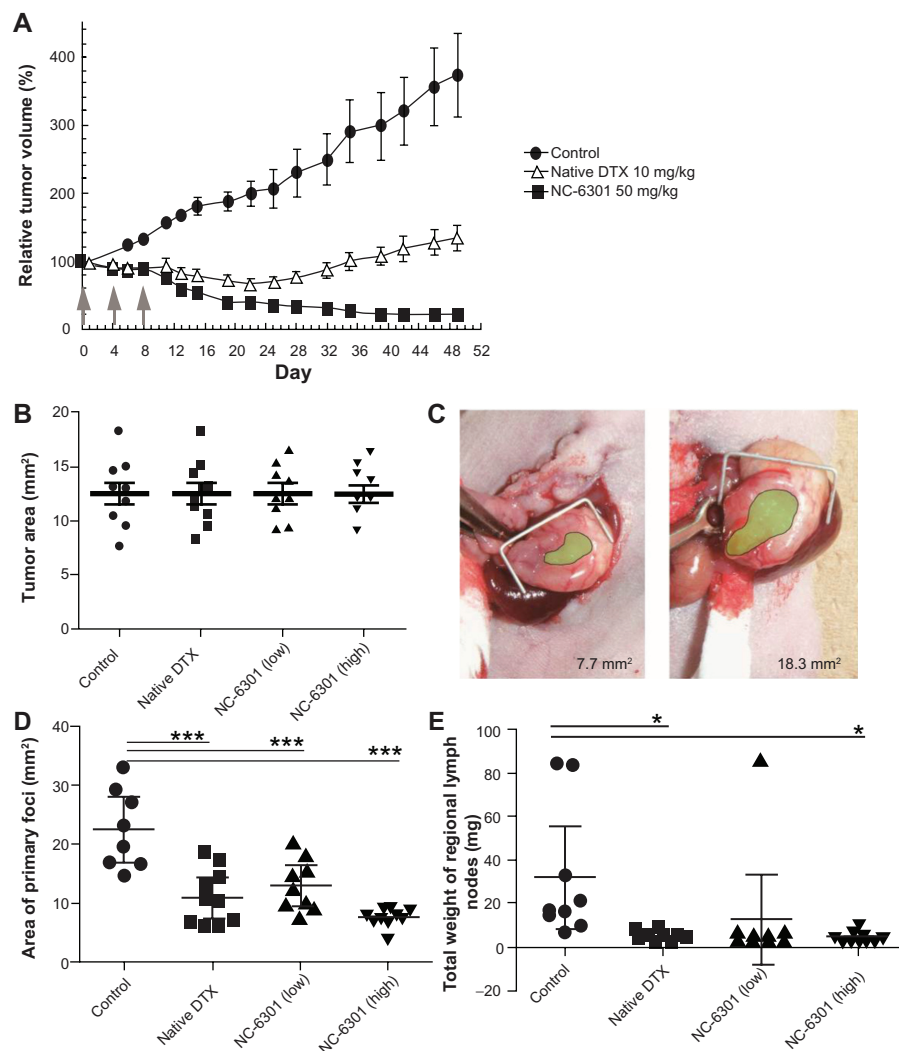 A
Relative tumor volume (%)
400
300
200
100
0
0 4 8 12 16 20 24 28 32 36 40 44 48 52
Day
Control
Native DTX 10 mg/kg
NC-6301 50 mg/kg
B
Tumor area (mm²)
20
15
10
5
0
Control
Native DTX
NC-6301 (low)
NC-6301 (high)
C
7.7 mm²
18.3 mm²
D
Area of primary foci (mm²)
40
30
20
10
0
***
***
***
Control
Native DTX
NC-6301 (low)
NC-6301 (high)
E
Total weight of regional lymph
nodes (mg)
100
80
60
40
20
0
–20
*
*
Control
Native DTX
NC-6301 (low)
NC-6301 (high)